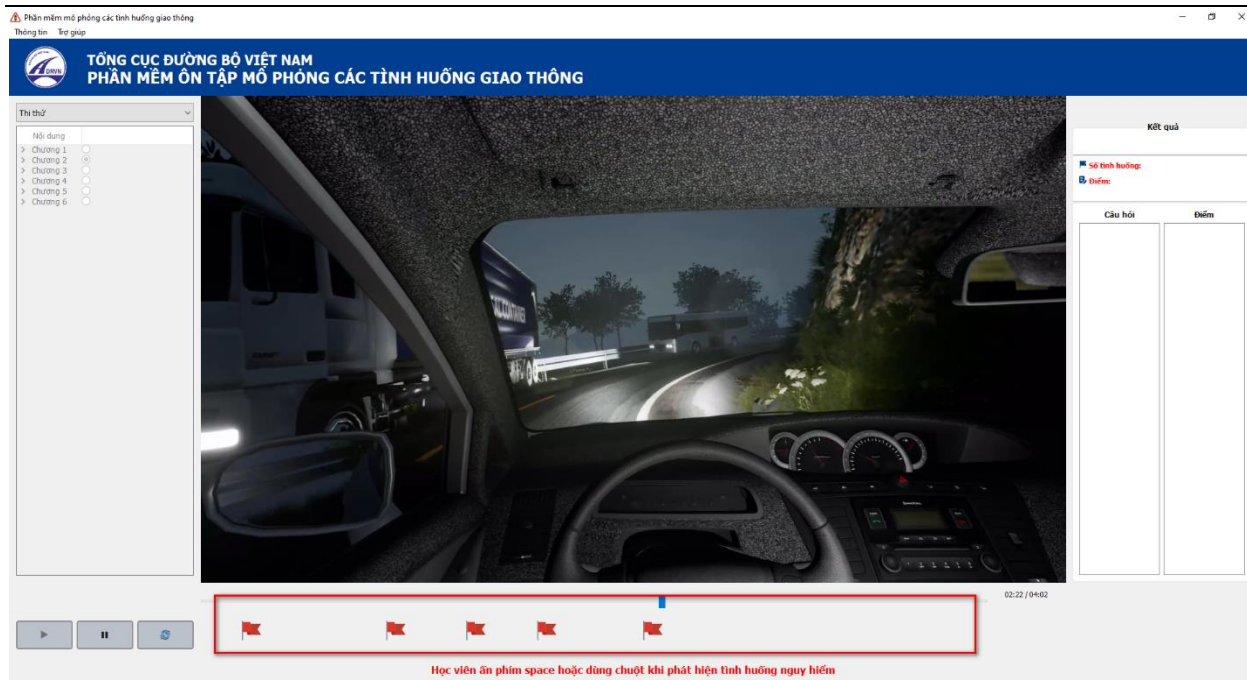 Phần mềm mô phỏng các tình huống giao thông
Thông tin Trợ giúp
TỔNG CỤC ĐƯỜNG BỘ VIỆT NAM
PHẦN MỀM ÔN TẬP MÔ PHỎNG CÁC TÌNH HUỐNG GIAO THÔNG
DRVN
Thi thử
Nội dung
Chương 1
Chương 2
Chương 3
Chương 4
Chương 5
Chương 6
Kết quả
Số tình huống:
Điểm:
Câu hỏi Điểm
02:22 / 04:02
Học viên ấn phím space hoặc dùng chuột khi phát hiện tình huống nguy hiểm